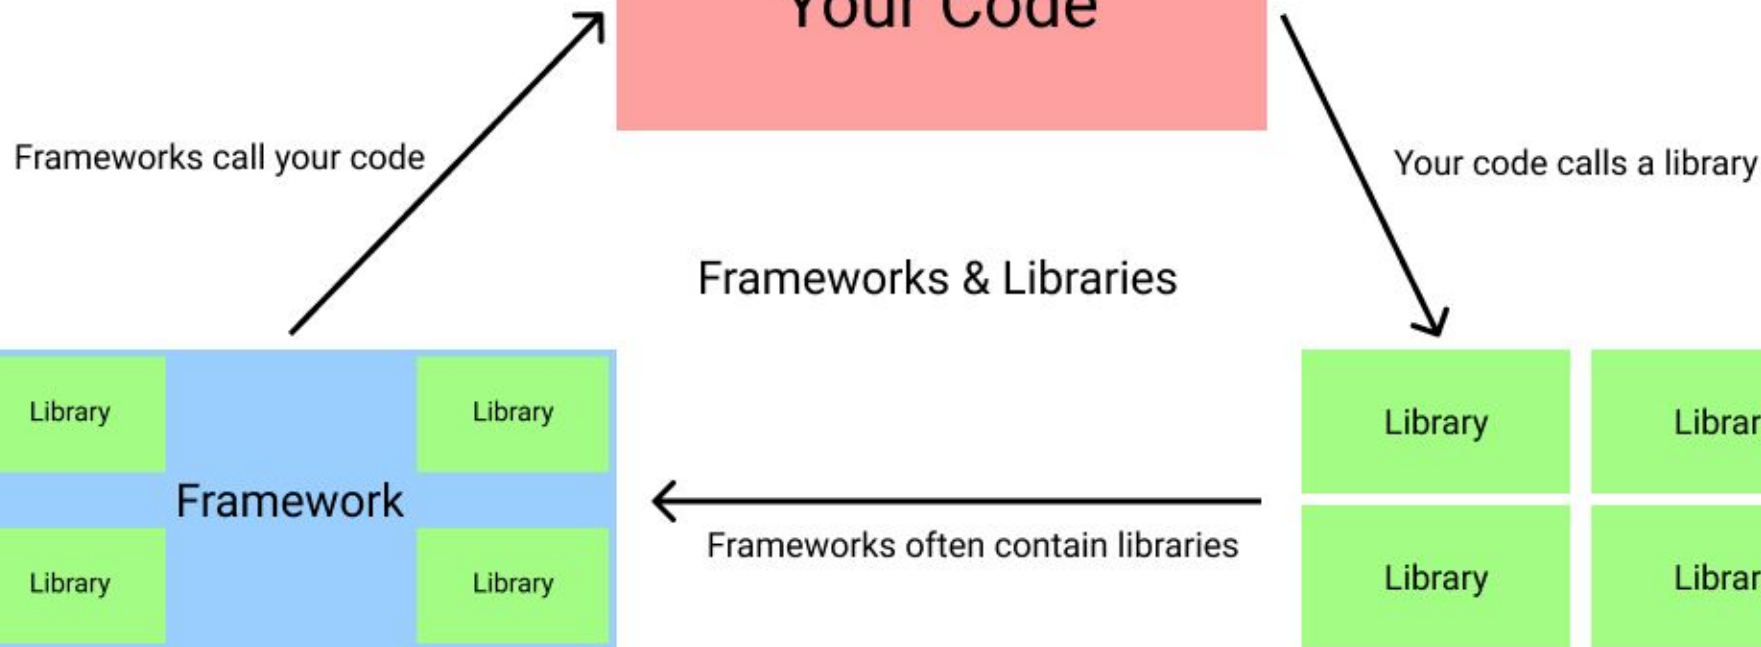 Your Code
Frameworks call your code
Your code calls a library
Frameworks & Libraries
Library
Library
Library
Framework
Frameworks often contain libraries
Library
Library
Library